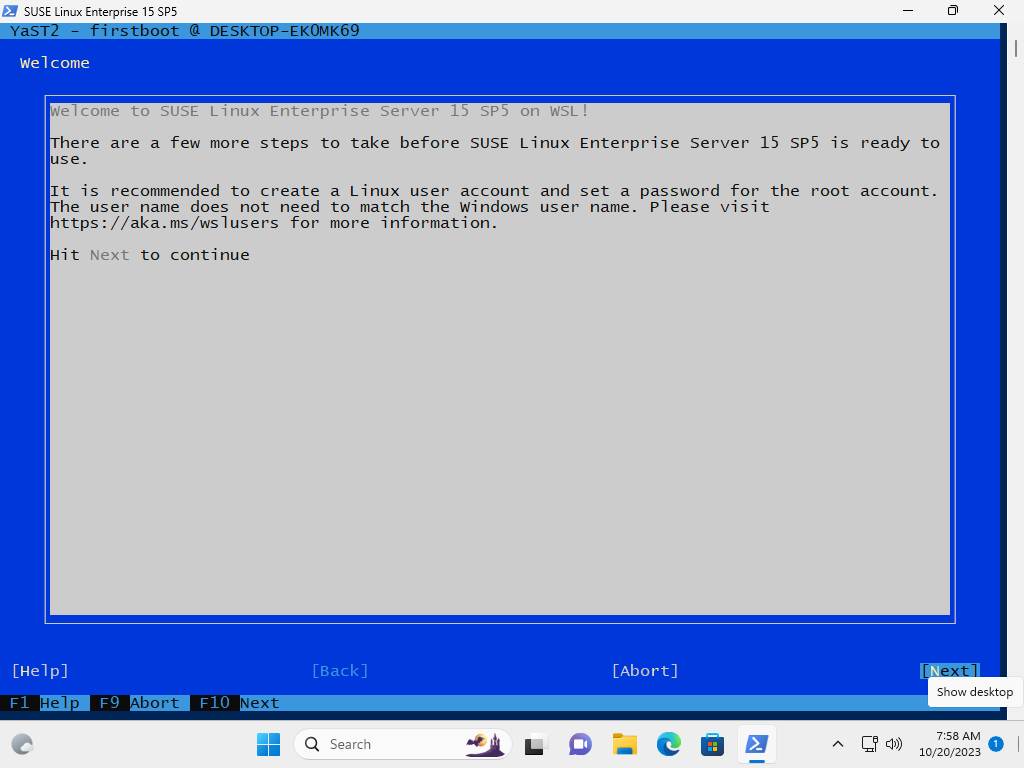 SUSE Linux Enterprise 15 SP5
YaST2 - firstboot @ DESKTOP-EK0MK69
Welcome
Welcome to SUSE Linux Enterprise Server 15 SP5 on WSL!
There are a few more steps to take before SUSE Linux Enterprise Server 15 SP5 is ready to
use.
It is recommended to create a Linux user account and set a password for the root account.
The user name does not need to match the Windows user name. Please visit
https://aka.ms/wslusers for more information.
Hit Next to continue
[Help] [Back] [Abort] [Next]
Show desktop
F1 Help F9 Abort F10 Next
Search
7:58 AM
10/20/2023
1